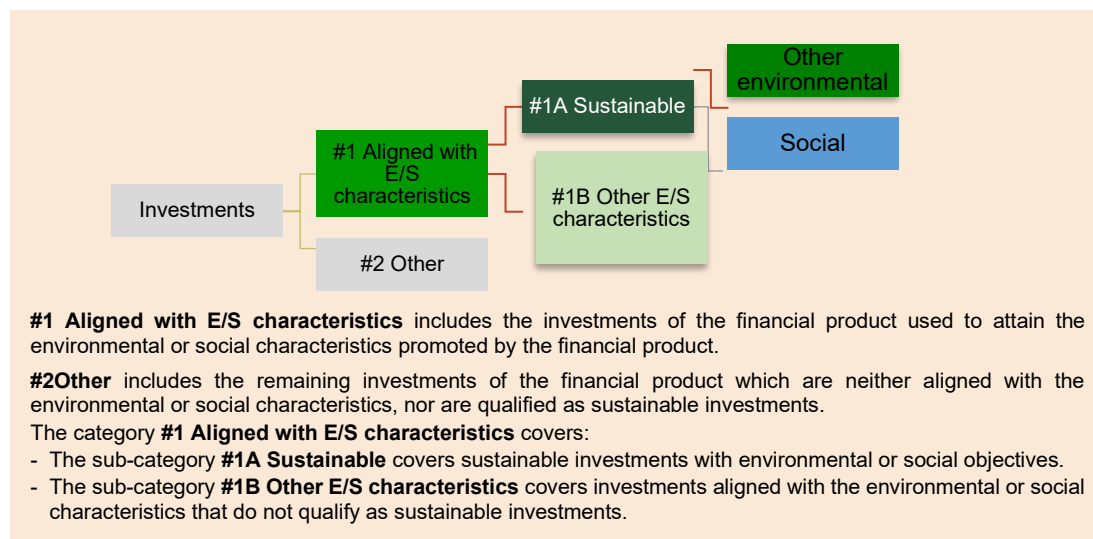 Other
environmental
#1A Sustainable
Social
#1 Aligned with
E/S
characteristics
#1B Other E/S
characteristics
Investments
#2 Other
#1 Aligned with E/S characteristics includes the investments of the financial product used to attain the
environmental or social characteristics promoted by the financial product.
#2Other includes the remaining investments of the financial product which are neither aligned with the
environmental or social characteristics, nor are qualified as sustainable investments.
The category #1 Aligned with E/S characteristics covers:
- The sub-category #1A Sustainable covers sustainable investments with environmental or social objectives.
- The sub-category #1B Other E/S characteristics covers investments aligned with the environmental or social
characteristics that do not qualify as sustainable investments.